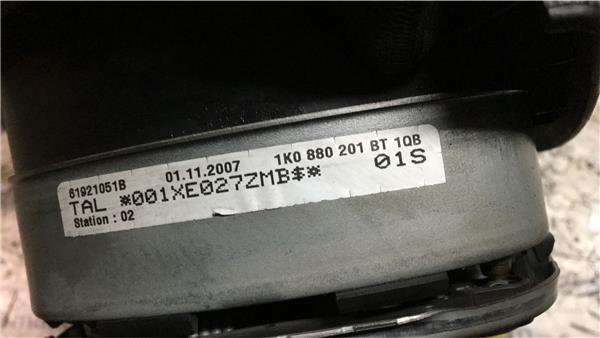 61921051B 01.11.2007 1K0 880 201 BT 1QB
TAL *001XE027ZMB$* 01S
Station : 02